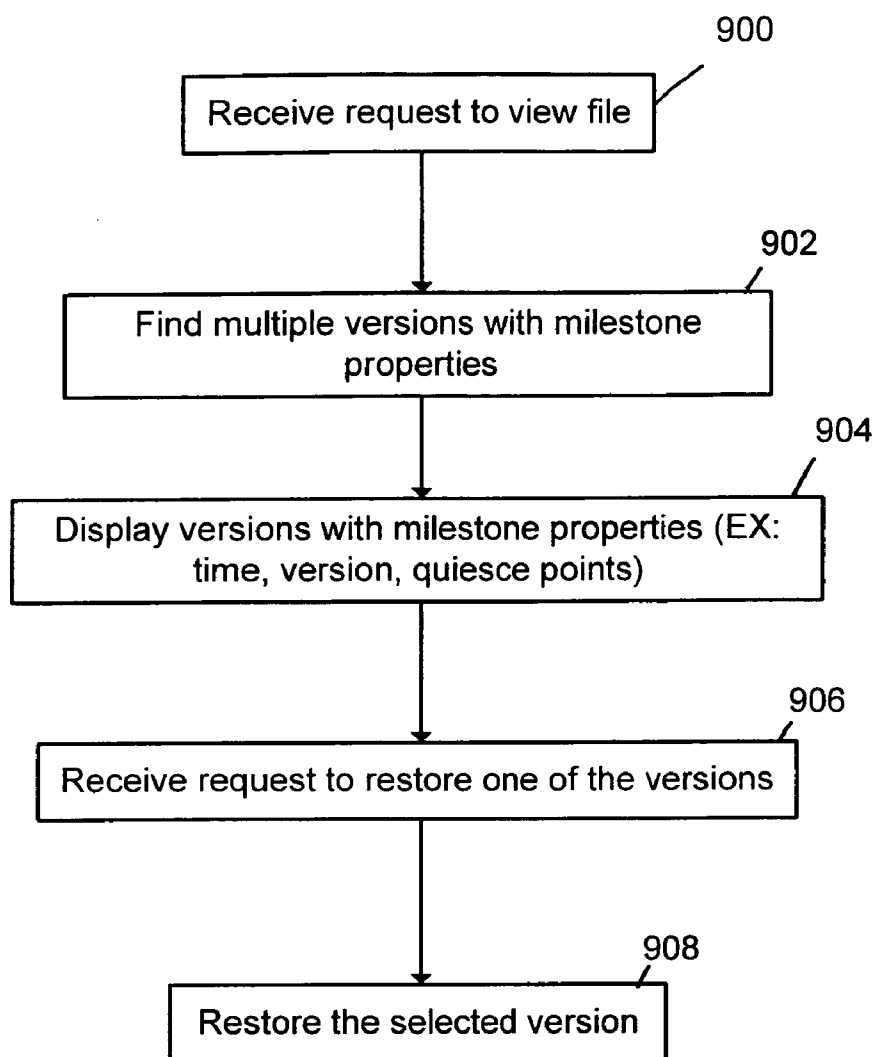 900
Receive request to view file
902
Find multiple versions with milestone
properties
904
Display versions with milestone properties (EX:
time, version, quiesce points)
906
Receive request to restore one of the versions
908
Restore the selected version